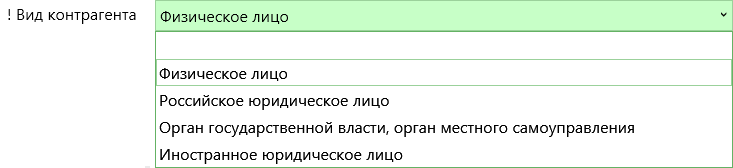 ! Вид контрагента Физическое лицо
Физическое лицо
Российское юридическое лицо
Орган государственной власти, орган местного самоуправления
Иностранное юридическое лицо